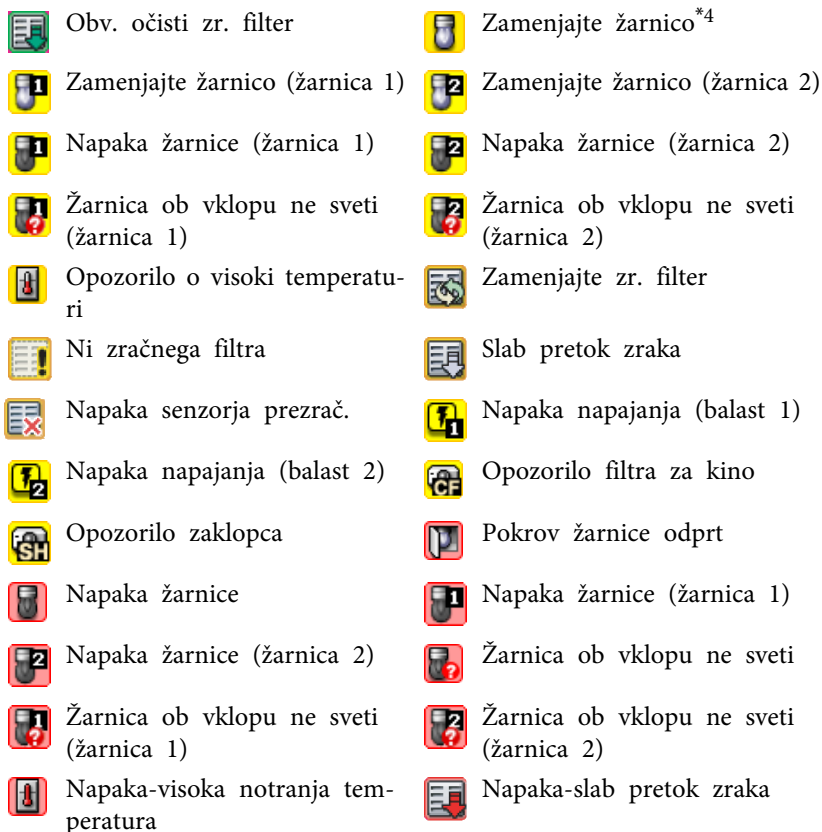 Obv. očisti zr. filter
Zamenjajte žarnico*4
Zamenjajte žarnico (žarnica 1)
Zamenjajte žarnico (žarnica 2)
Napaka žarnice (žarnica 1)
Napaka žarnice (žarnica 2)
Žarnica ob vklopu ne sveti
(žarnica 1)
Žarnica ob vklopu ne sveti
(žarnica 2)
Opozorilo o visoki temperatu-
ri
Zamenjajte zr. filter
Ni zračnega filtra
Slab pretok zraka
Napaka senzorja prezrač.
Napaka napajanja (balast 1)
Napaka napajanja (balast 2)
Opozorilo filtra za kino
Opozorilo zaklopca
Pokrov žarnice odprt
Napaka žarnice
Napaka žarnice (žarnica 1)
Napaka žarnice (žarnica 2)
Žarnica ob vklopu ne sveti
Žarnica ob vklopu ne sveti
(žarnica 1)
Žarnica ob vklopu ne sveti
(žarnica 2)
Napaka-visoka notranja tem-
peratura
Napaka-slab pretok zraka